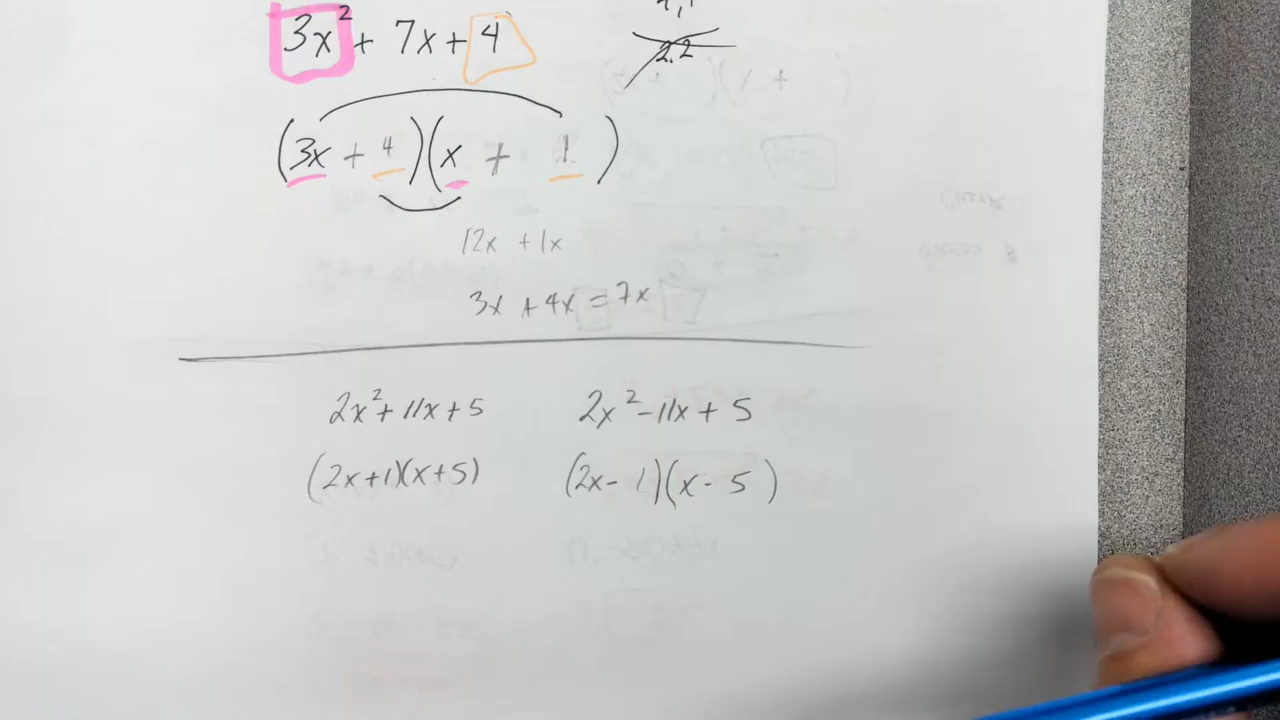 3x² + 7x + 4
2·2
(3x + 4)(x + 1)
12x + 1x
3x + 4x = 7x
2x² + 11x + 5
2x² - 11x + 5
(2x+1)(x+5)
(2x - 1)(x - 5)